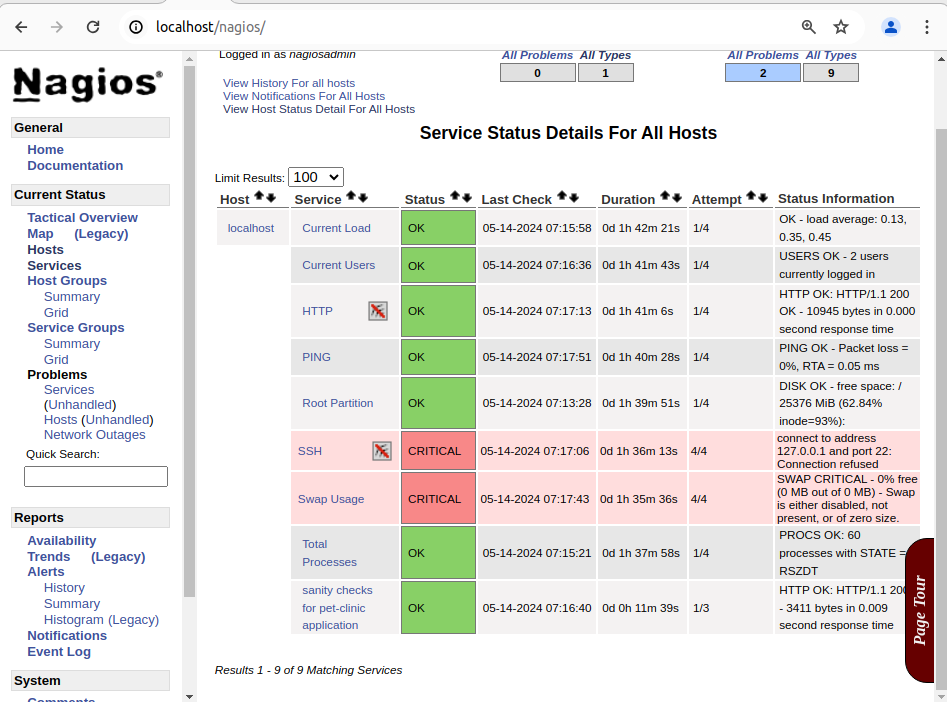 localhost/nagios/
Nagios®
General
Home
Documentation
Current Status
Tactical Overview
Map (Legacy)
Hosts
Services
Host Groups
Summary
Grid
Service Groups
Summary
Grid
Problems
Services
(Unhandled)
Hosts (Unhandled)
Network Outages
Quick Search:
Reports
Availability
Trends (Legacy)
Alerts
History
Summary
Histogram (Legacy)
Notifications
Event Log
System
Comments
Logged in as nagiosadmin
View History For all hosts
View Notifications For All Hosts
View Host Status Detail For All Hosts
All Problems All Types
0 1
All Problems All Types
2 9
Service Status Details For All Hosts
Limit Results: 100
Host Service Status Last Check Duration Attempt Status Information
localhost Current Load OK 05-14-2024 07:15:58 0d 1h 42m 21s 1/4 OK - load average: 0.13,
0.35, 0.45
Current Users OK 05-14-2024 07:16:36 0d 1h 41m 43s 1/4 USERS OK - 2 users
currently logged in
HTTP OK 05-14-2024 07:17:13 0d 1h 41m 6s 1/4 HTTP OK: HTTP/1.1 200
OK - 10945 bytes in 0.000
second response time
PING OK 05-14-2024 07:17:51 0d 1h 40m 28s 1/4 PING OK - Packet loss =
0%, RTA = 0.05 ms
Root Partition OK 05-14-2024 07:13:28 0d 1h 39m 51s 1/4 DISK OK - free space: /
25376 MiB (62.84%
inode=93%):
SSH CRITICAL 05-14-2024 07:17:06 0d 1h 36m 13s 4/4 connect to address
127.0.0.1 and port 22:
Connection refused
Swap Usage CRITICAL 05-14-2024 07:17:43 0d 1h 35m 36s 4/4 SWAP CRITICAL - 0% free
(0 MB out of 0 MB) - Swap
is either disabled, not
present, or of zero size.
Total
Processes OK 05-14-2024 07:15:21 0d 1h 37m 58s 1/4 PROCS OK: 60
processes with STATE =
RSZDT
sanity checks
for pet-clinic
application OK 05-14-2024 07:16:40 0d 0h 11m 39s 1/3 HTTP OK: HTTP/1.1 200
- 3411 bytes in 0.009
second response time
Results 1 - 9 of 9 Matching Services
Page Tour